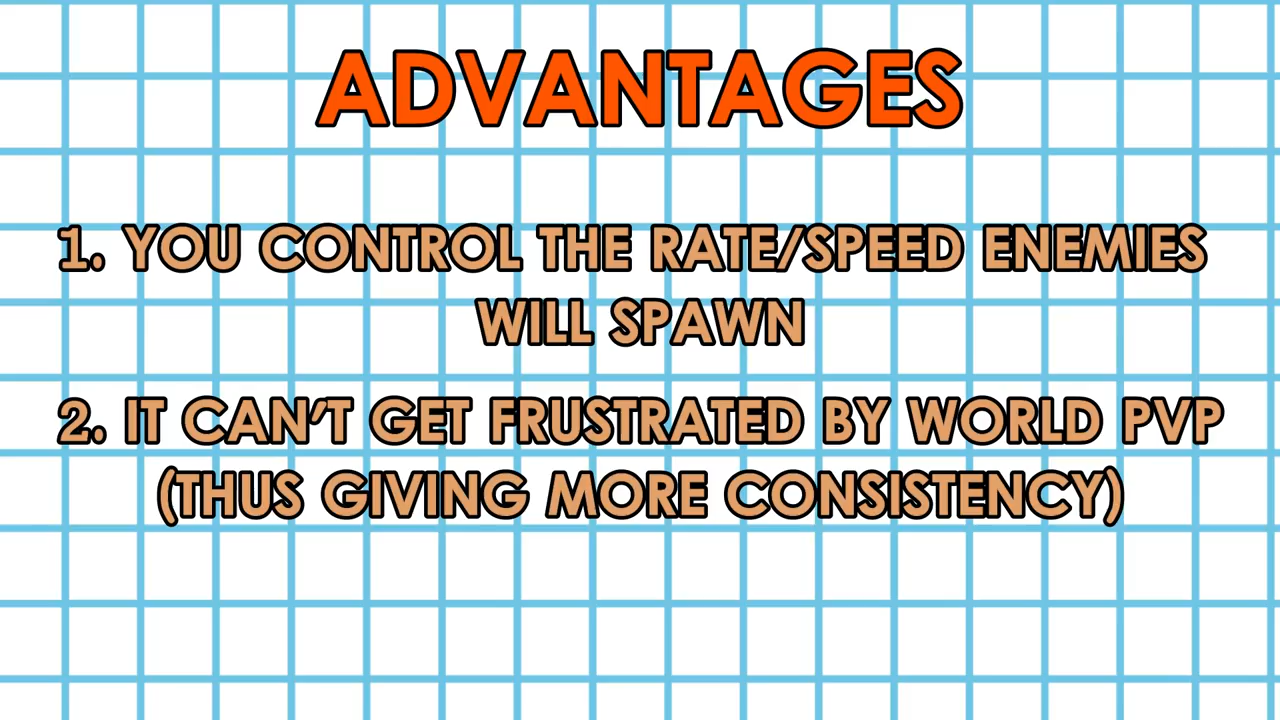 ADVANTAGES
1. YOU CONTROL THE RATE/SPEED ENEMIES
WILL SPAWN
2. IT CAN'T GET FRUSTRATED BY WORLD PVP
(THUS GIVING MORE CONSISTENCY)